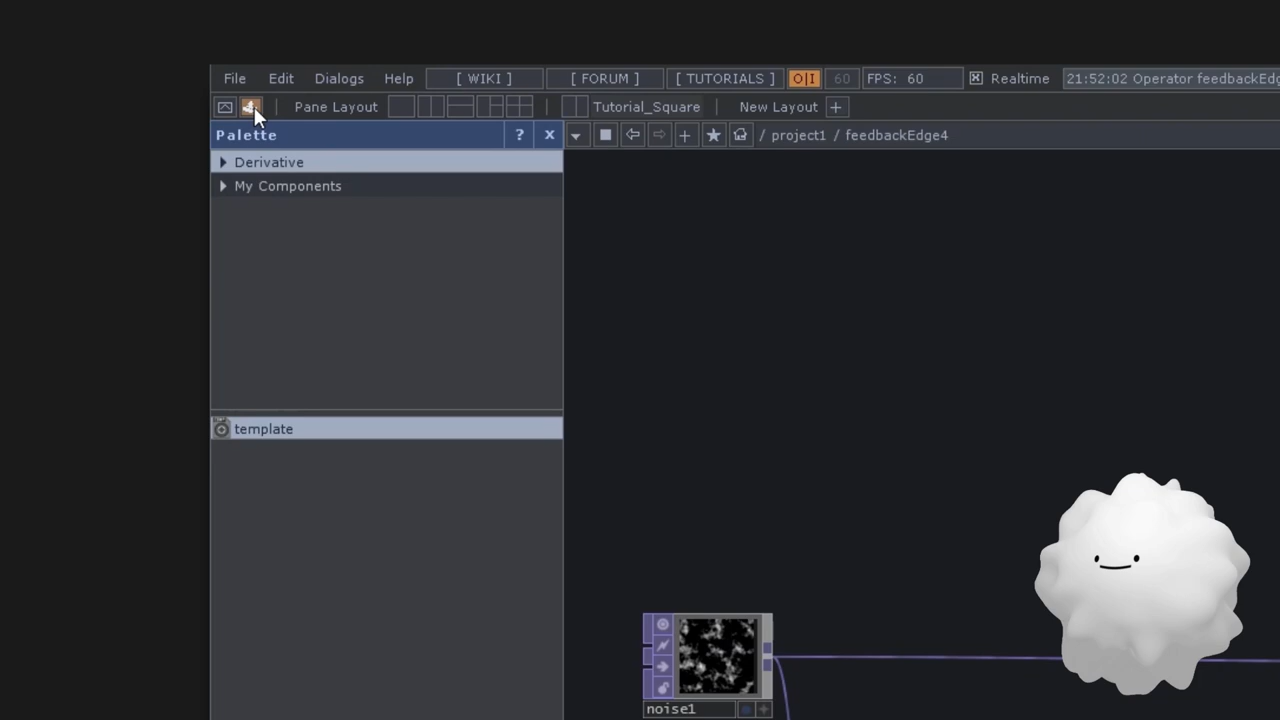 File Edit Dialogs Help [ WIKI ] [ FORUM ] [ TUTORIALS ] O|I 60 FPS: 60 Realtime 21:52:02 Operator feedbackEdg
Pane Layout Tutorial_Square New Layout +
Palette ? x / project1 / feedbackEdge4
Derivative
My Components
template
noise1